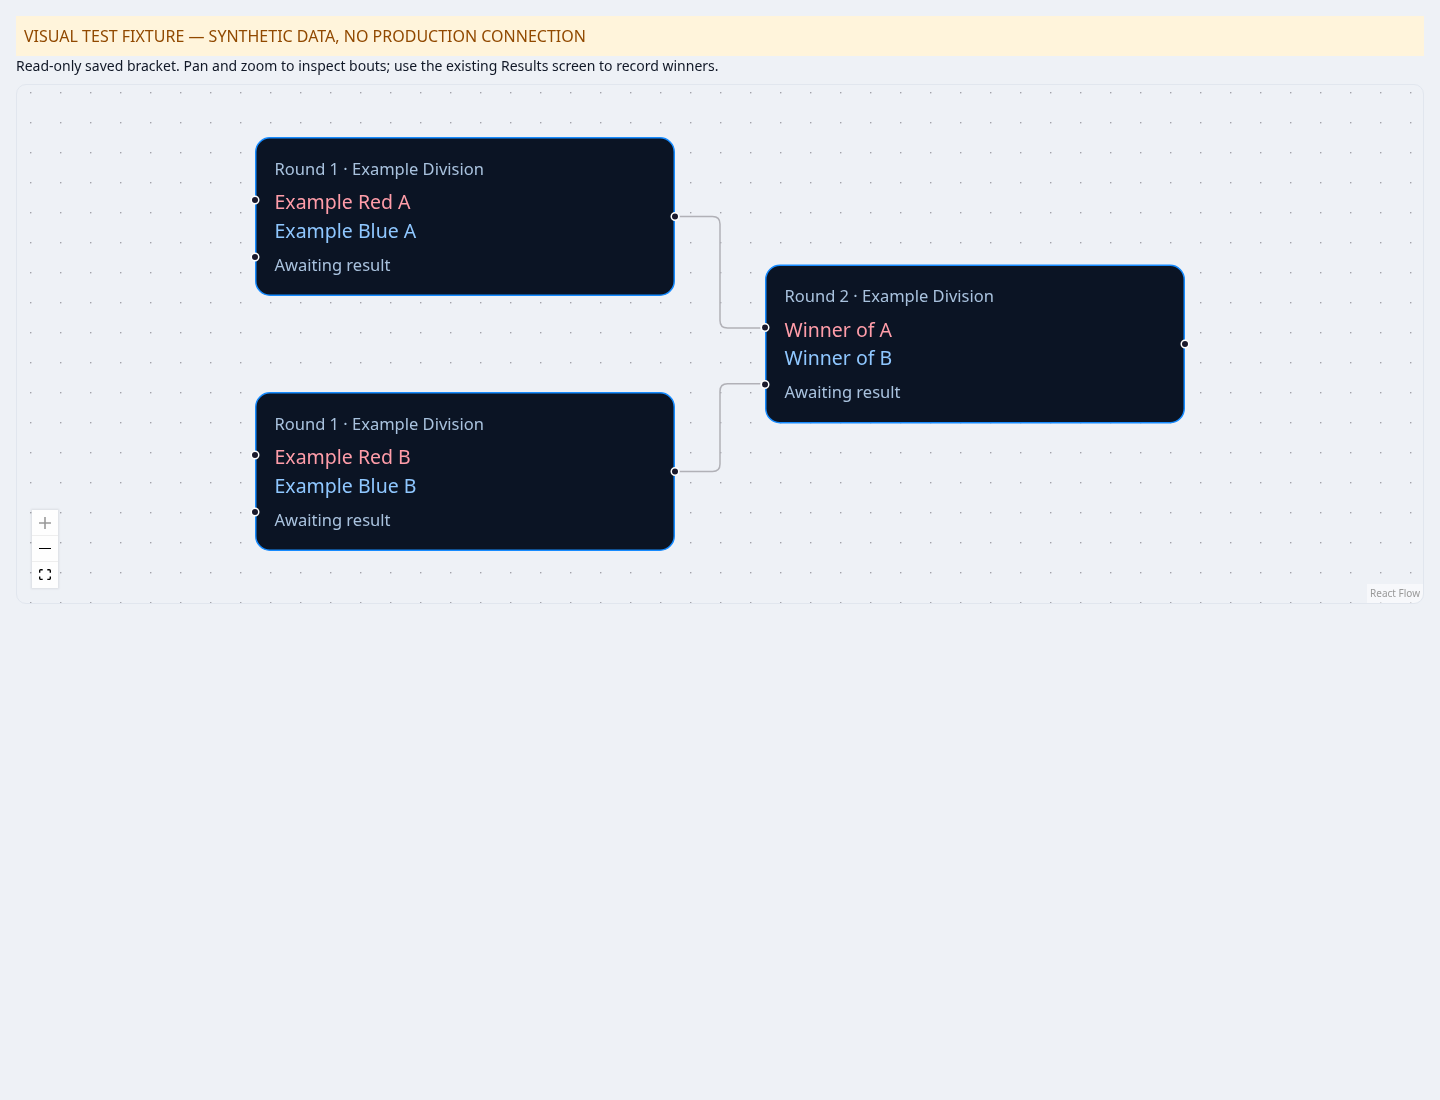 VISUAL TEST FIXTURE — SYNTHETIC DATA, NO PRODUCTION CONNECTION
Read-only saved bracket. Pan and zoom to inspect bouts; use the existing Results screen to record winners.
Round 1 · Example Division
Example Red A
Example Blue A
Awaiting result
Round 2 · Example Division
Winner of A
Winner of B
Awaiting result
Round 1 · Example Division
Example Red B
Example Blue B
Awaiting result
React Flow